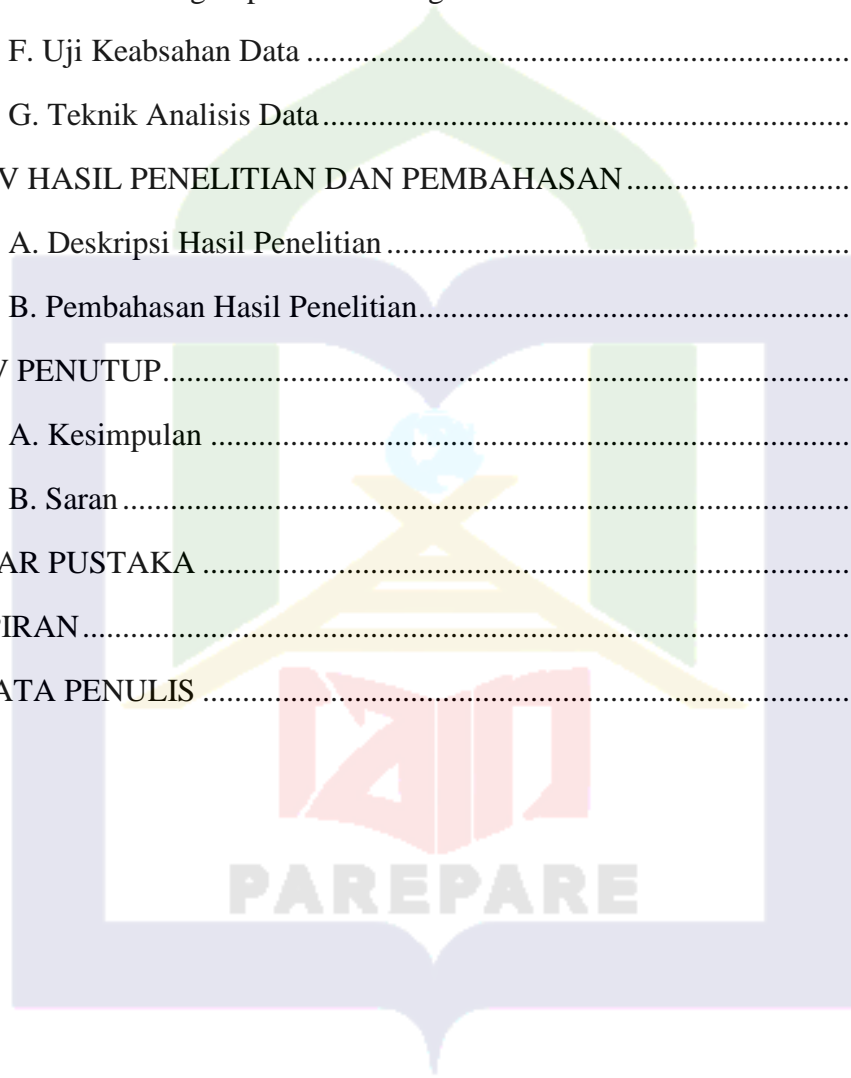 F. Uji Keabsahan Data ....................................................................
G. Teknik Analisis Data ..................................................................
V HASIL PENELITIAN DAN PEMBAHASAN ............................
A. Deskripsi Hasil Penelitian ..........................................................
B. Pembahasan Hasil Penelitian......................................................
V PENUTUP......................................................................................
A. Kesimpulan ................................................................................
B. Saran ...........................................................................................
AR PUSTAKA .................................................................................
PIRAN................................................................................................
ATA PENULIS .................................................................................
PAREPARE